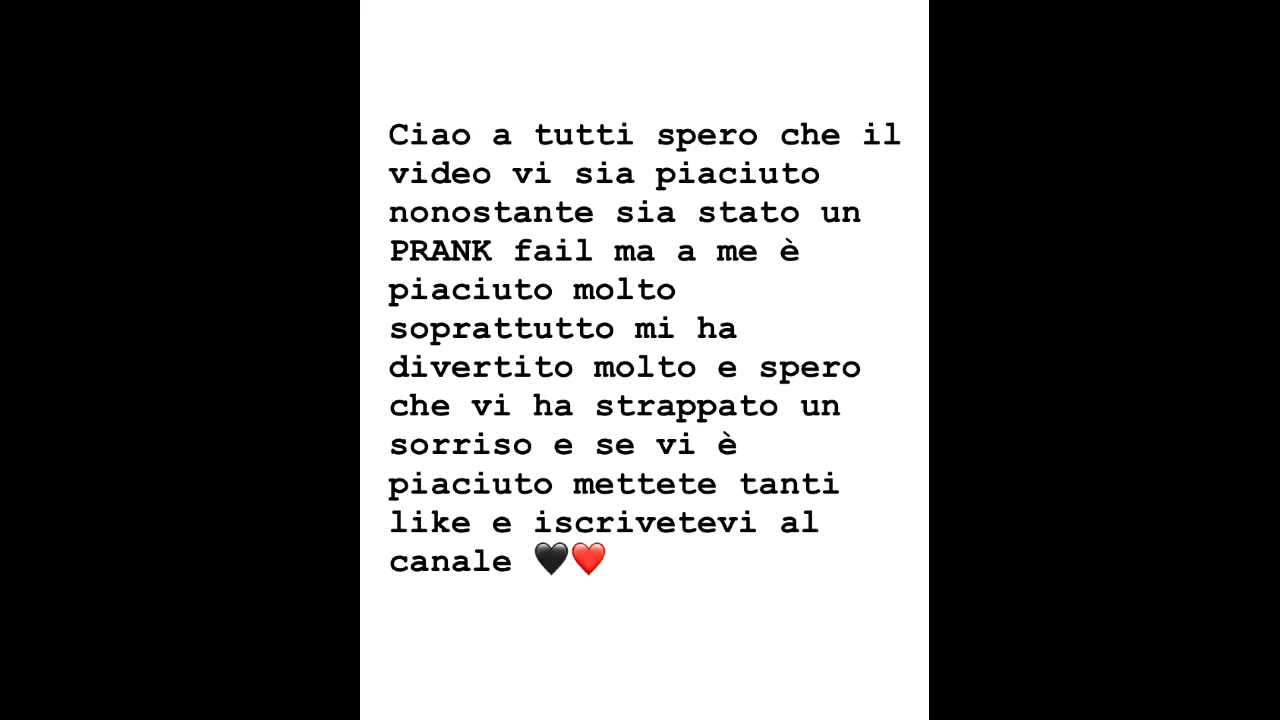 Ciao a tutti spero che il
video vi sia piaciuto
nonostante sia stato un
PRANK fail ma a me è
piaciuto molto
soprattutto mi ha
divertito molto e spero
che vi ha strappato un
sorriso e se vi è
piaciuto mettete tanti
like e iscrivetevi al
canale 🖤❤️